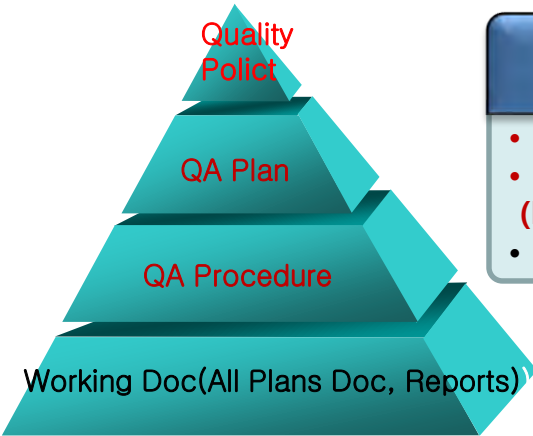 Quality
Polict
QA Plan
QA Procedure
Working Doc(All Plans Doc, Reports))
(